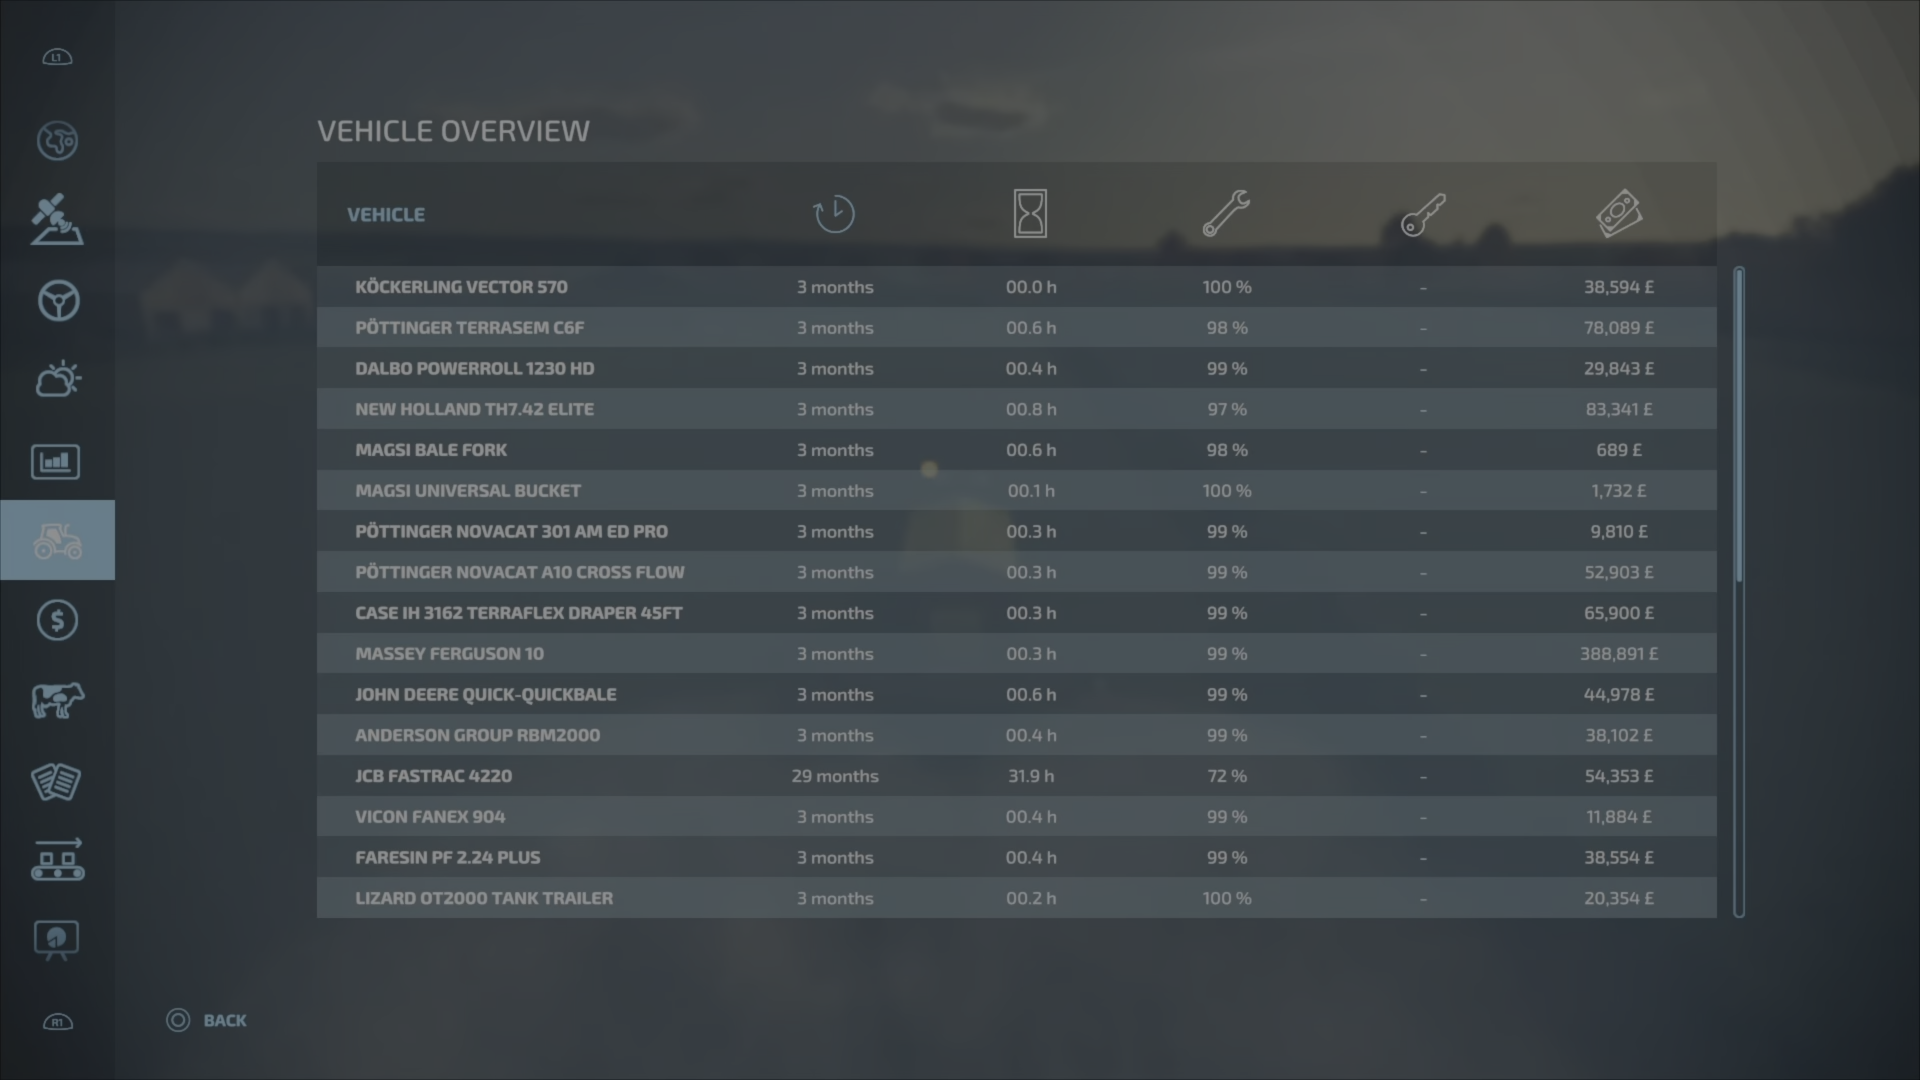 L1
VEHICLE OVERVIEW
VEHICLE
KÖCKERLING VECTOR 570 3 months 00.0 h 100 % - 38,594 £
PÖTTINGER TERRASEM C6F 3 months 00.6 h 98 % - 78,089 £
DALBO POWERROLL 1230 HD 3 months 00.4 h 99 % - 29,843 £
NEW HOLLAND TH7.42 ELITE 3 months 00.8 h 97 % - 83,341 £
MAGSI BALE FORK 3 months 00.6 h 98 % - 689 £
MAGSI UNIVERSAL BUCKET 3 months 00.1 h 100 % - 1,732 £
PÖTTINGER NOVACAT 301 AM ED PRO 3 months 00.3 h 99 % - 9,810 £
PÖTTINGER NOVACAT A10 CROSS FLOW 3 months 00.3 h 99 % - 52,903 £
CASE IH 3162 TERRAFLEX DRAPER 45FT 3 months 00.3 h 99 % - 65,900 £
MASSEY FERGUSON 10 3 months 00.3 h 99 % - 388,891 £
JOHN DEERE QUICK-QUICKBALE 3 months 00.6 h 99 % - 44,978 £
ANDERSON GROUP RBM2000 3 months 00.4 h 99 % - 38,102 £
JCB FASTRAC 4220 29 months 31.9 h 72 % - 54,353 £
VICON FANEX 904 3 months 00.4 h 99 % - 11,884 £
FARESIN PF 2.24 PLUS 3 months 00.4 h 99 % - 38,554 £
LIZARD OT2000 TANK TRAILER 3 months 00.2 h 100 % - 20,354 £
R1
BACK